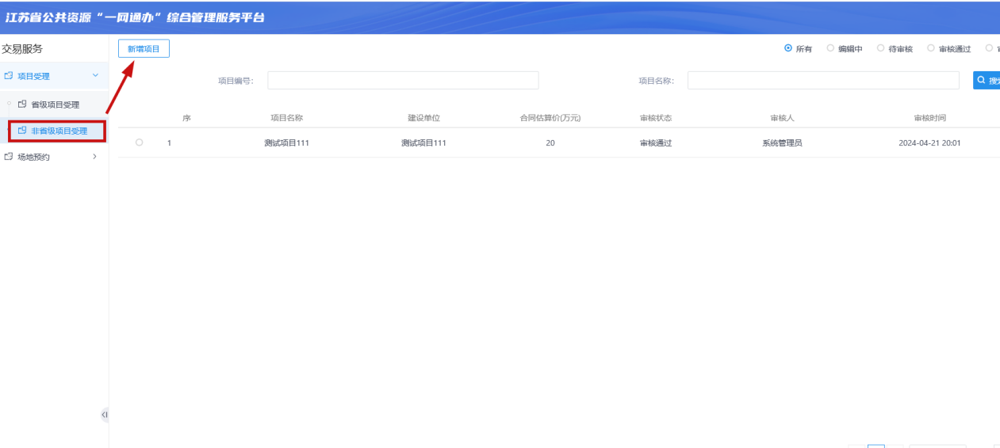 江苏省公共资源“一网通办”综合管理服务平台
交易服务
新增项目
所有 编辑中 待审核 审核通过
项目受理
项目编号: 项目名称: 搜索
省级项目受理
序 项目名称 建设单位 合同估算价(万元) 审核状态 审核人 审核时间
非省级项目受理
1 测试项目111 测试项目111 20 审核通过 系统管理员 2024-04-21 20:01
场地预约